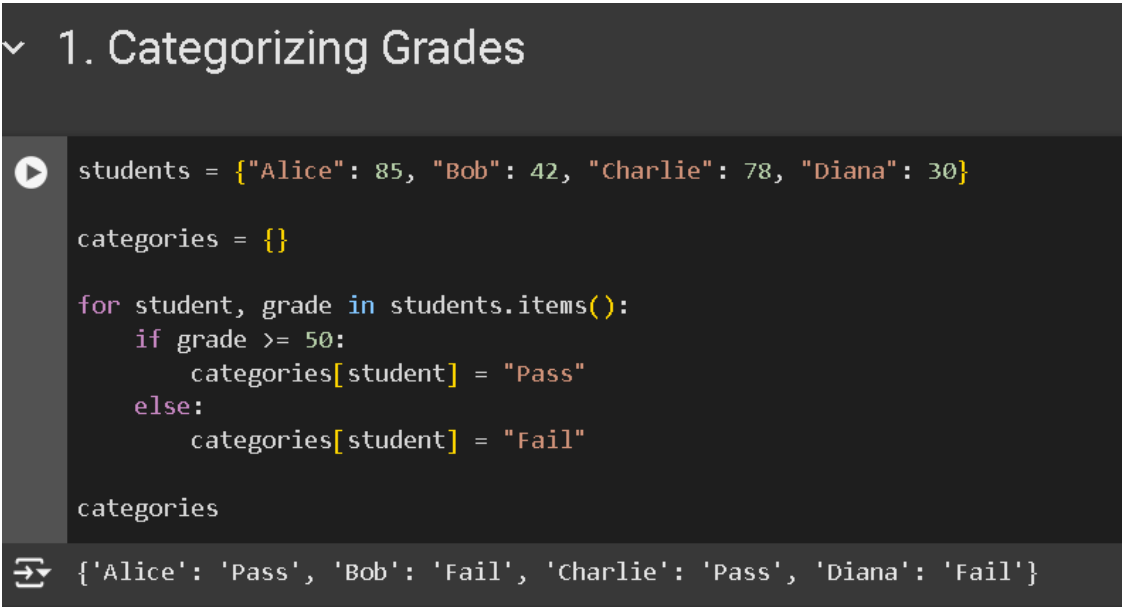 1. Categorizing Grades
students = {"Alice": 85, "Bob": 42, "Charlie": 78, "Diana": 30}
categories = {}
for student, grade in students.items():
    if grade >= 50:
        categories[student] = "Pass"
    else:
        categories[student] = "Fail"
categories
{'Alice': 'Pass', 'Bob': 'Fail', 'Charlie': 'Pass', 'Diana': 'Fail'}